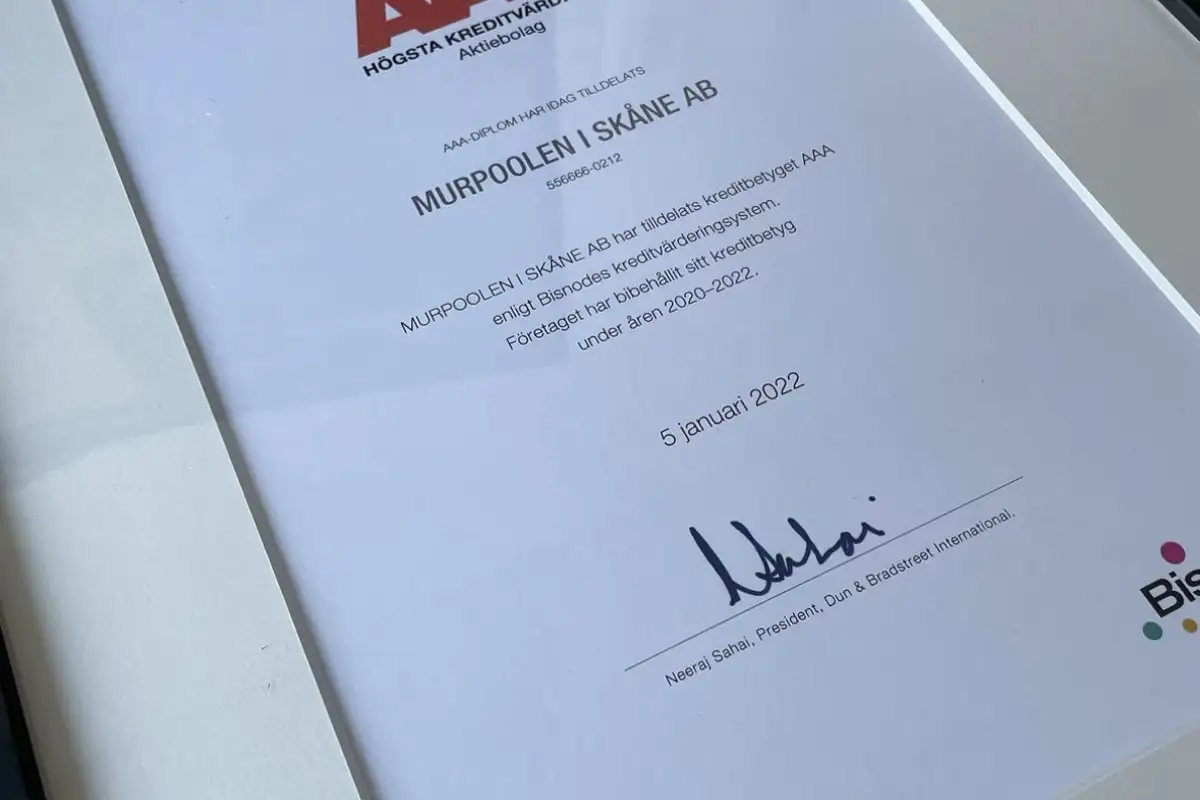 AAA
HÖGSTA KREDITVÄRD
Aktiebolag
AAA-DIPLOM HAR IDAG TILLDELATS
MURPOOLEN I SKÅNE AB
556666-0212
MURPOOLEN I SKÅNE AB har tilldelats kreditbetyget AAA
enligt Bisnodes kreditvärderingsystem.
Företaget har bibehållit sitt kreditbetyg
under åren 2020–2022.
5 januari 2022
Neeraj Sahai, President, Dun & Bradstreet International.
Bis